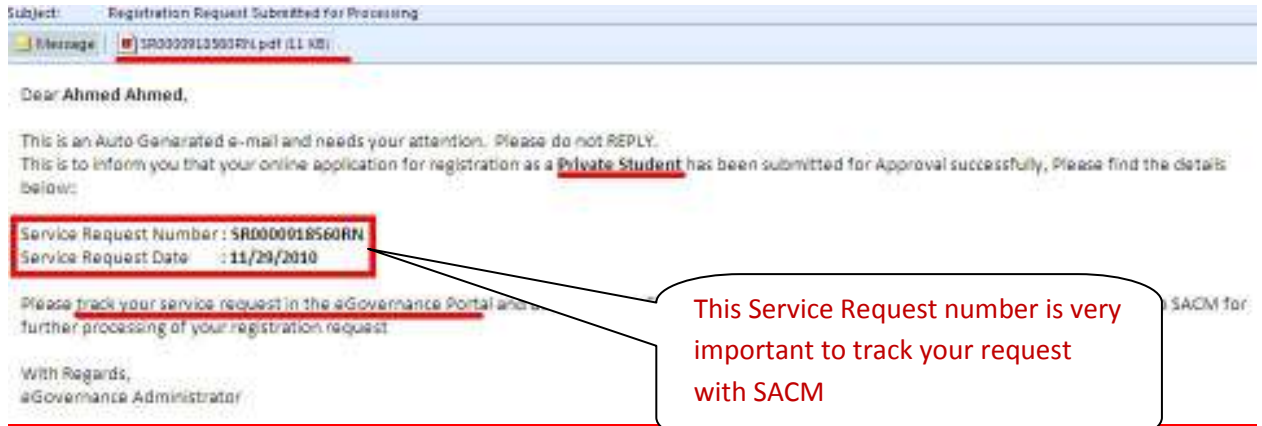 Subject: Registration Request Submitted for Processing
Message SR0000918560RN.pdf (11 KB)
Dear Ahmed Ahmed,
This is an Auto Generated e-mail and needs your attention. Please do not REPLY.
This is to inform you that your online application for registration as a Private Student has been submitted for Approval successfully, Please find the details
below:
Service Request Number : SR0000918560RN
Service Request Date : 11/29/2010
Please track your service request in the eGovernance Portal and SACM for
further processing of your registration request
With Regards,
eGovernance Administrator
This Service Request number is very
important to track your request
with SACM